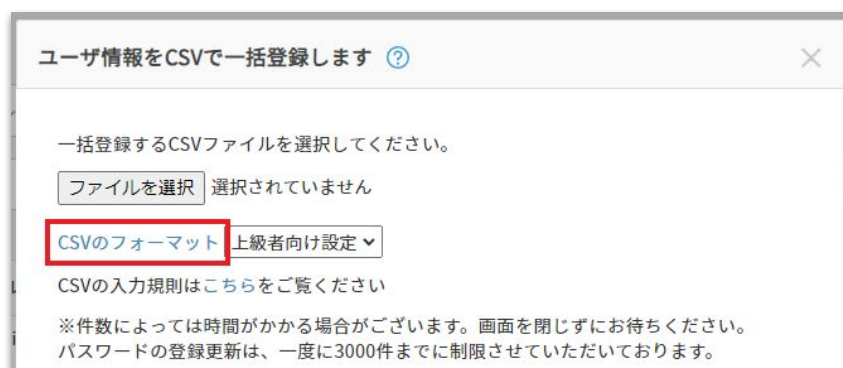 ユーザ情報をCSVで一括登録します ?
一括登録するCSVファイルを選択してください。
ファイルを選択 選択されていません
CSVのフォーマット 上級者向け設定
CSVの入力規則はこちらをご覧ください
※件数によっては時間がかかる場合がございます。画面を閉じずにお待ちください。
パスワードの登録更新は、一度に3000件までに制限させていただいております。